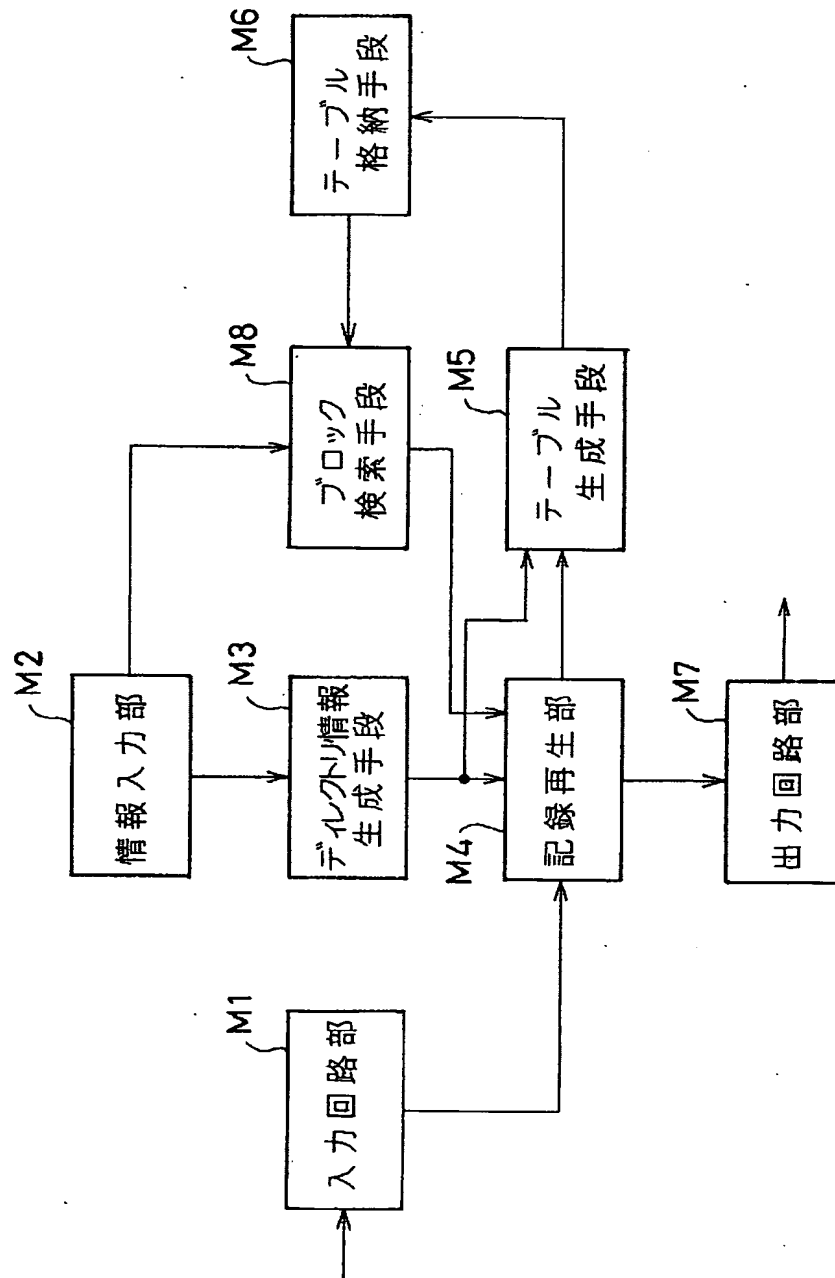 M1
入力回路部
M2
情報入力部
M3
ディレクトリ情報
生成手段
M4
記録再生部
M7
出力回路部
M8
ブロック
検索手段
M5
テーブル
生成手段
M6
テーブル
格納手段